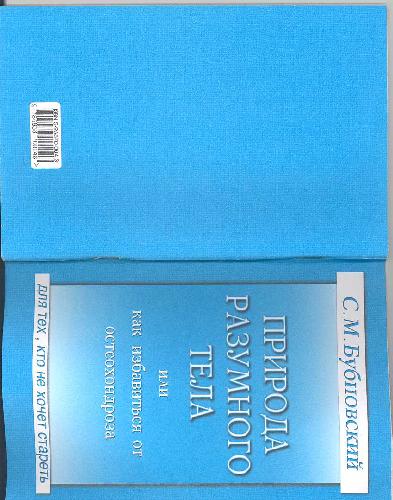 С.М.Бубновский
ПРИРОДА
РАЗУМНОГО
ТЕЛА
или
как избавиться от
остеохондроза
для тех, кто не хочет стареть